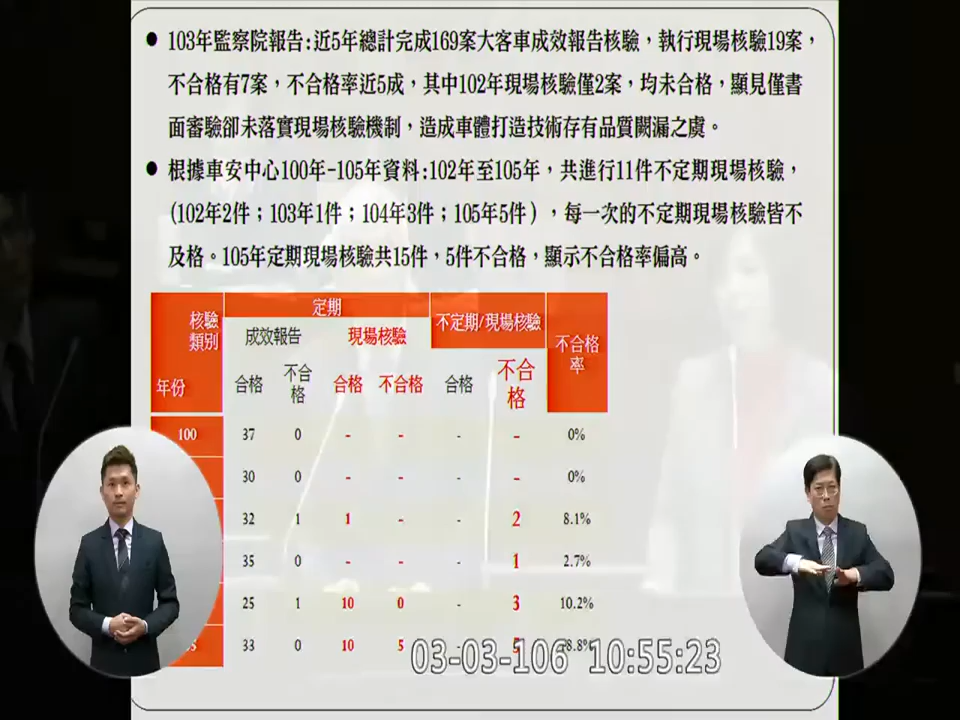 ● 103年監察院報告:近5年總計完成169案大客車成效報告核驗，執行現場核驗19案，
不合格有7案，不合格率近5成，其中102年現場核驗僅2案，均未合格，顯見僅書
面審驗卻未落實現場核驗機制，造成車體打造技術存有品質闕漏之虞。
● 根據車安中心100年-105年資料:102年至105年，共進行11件不定期現場核驗，
(102年2件；103年1件；104年3件；105年5件），每一次的不定期現場核驗皆不
及格。105年定期現場核驗共15件，5件不合格，顯示不合格率偏高。
核驗類別 定期 不定期/現場核驗 不合格率
成效報告 現場核驗
年份 合格 不合格 合格 不合格 合格 不合格
100 37 0 - - - - 0%
30 0 - - - - 0%
32 1 1 - - 2 8.1%
35 0 - - - 1 2.7%
25 1 10 0 - 3 10.2%
33 0 10 5
03-03-106 10:55:23